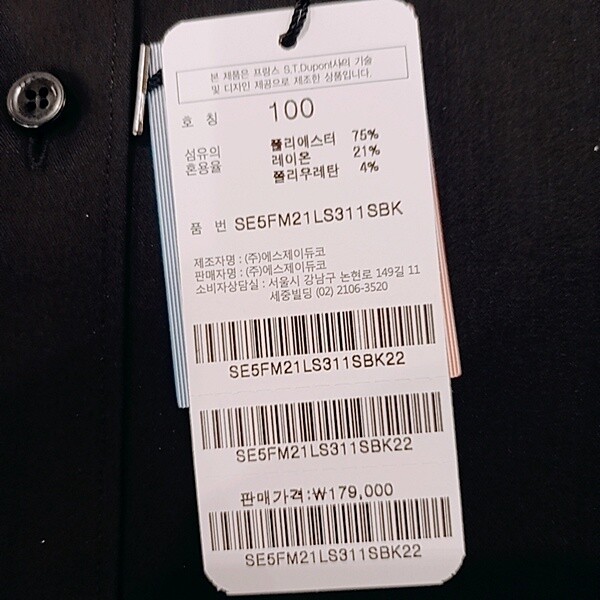 본 제품은 프랑스 S.T.Dupont사의 기술
및 디자인 제공으로 제조한 상품입니다.
호 칭 100
섬유의 혼용율
폴리에스터 75%
레이온 21%
폴리우레탄 4%
품 번 SE5FM21LS311SBK
제조자명 : (주)에스제이듀코
판매자명 : (주)에스제이듀코
소비자상담실 : 서울시 강남구 논현로 149길 11
세중빌딩 (02) 2106-3520
SE5FM21LS311SBK22
SE5FM21LS311SBK22
판매가격:₩179,000
SE5FM21LS311SBK22